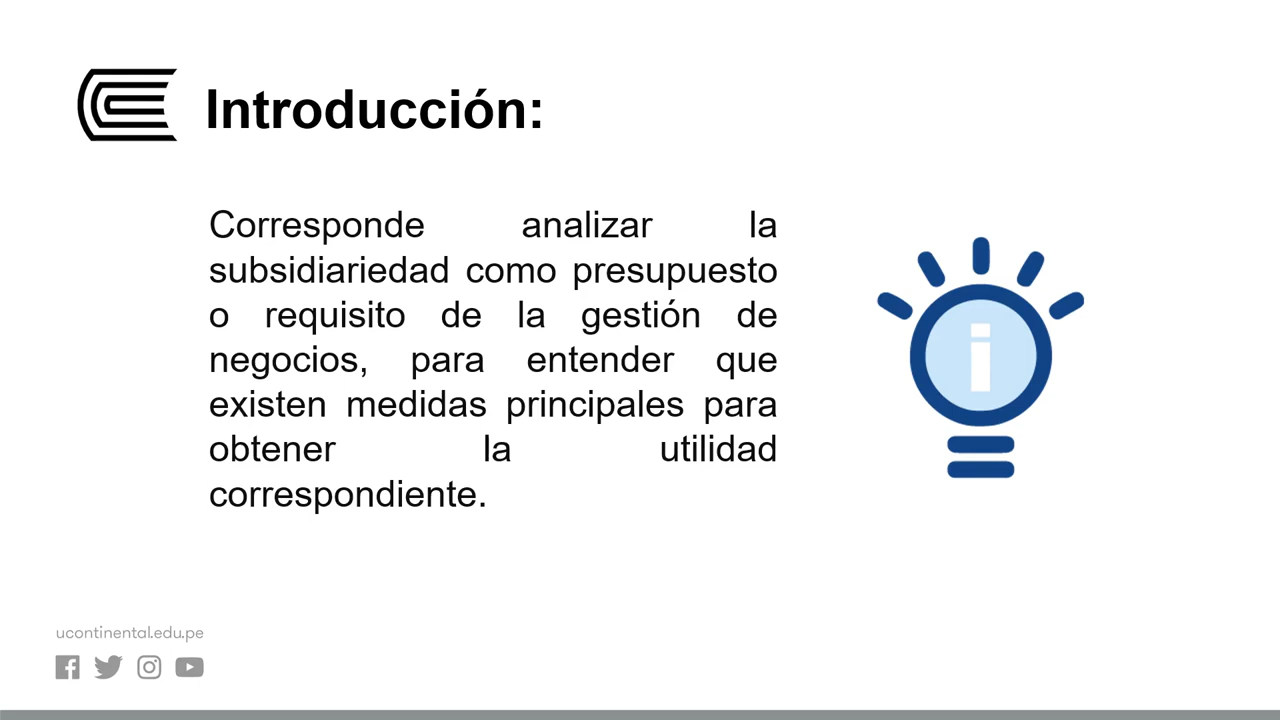 Introducción:
Corresponde analizar la
subsidiariedad como presupuesto
o requisito de la gestión de
negocios, para entender que
existen medidas principales para
obtener la utilidad
correspondiente.
i
ucontinental.edu.pe